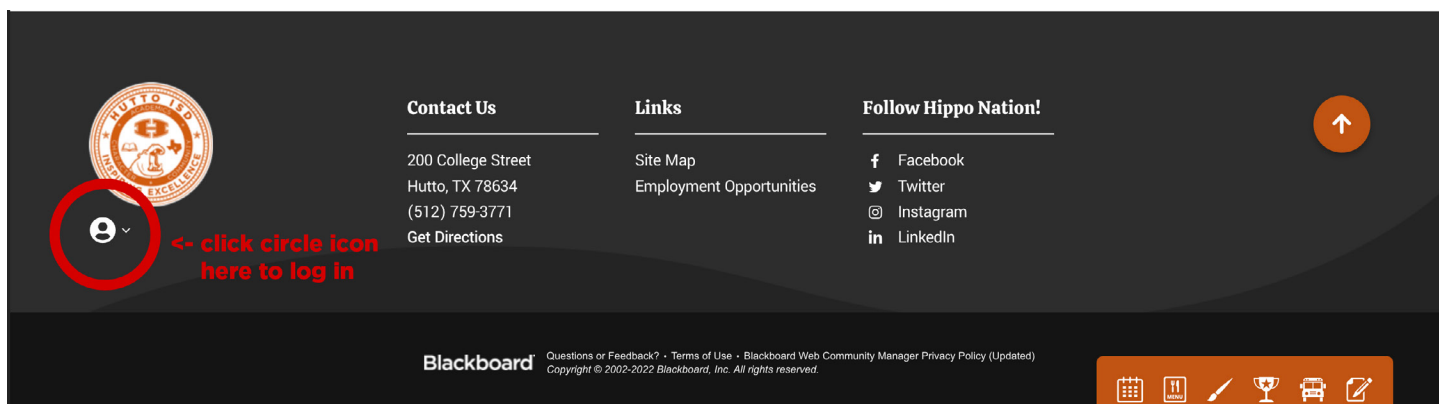 HUTTO ISD
INSPIRING EXCELLENCE
<- click circle icon
here to log in
Contact Us
200 College Street
Hutto, TX 78634
(512) 759-3771
Get Directions
Links
Site Map
Employment Opportunities
Follow Hippo Nation!
Facebook
Twitter
Instagram
LinkedIn
Blackboard
Questions or Feedback? • Terms of Use • Blackboard Web Community Manager Privacy Policy (Updated)
Copyright © 2002-2022 Blackboard, Inc. All rights reserved.
MENU